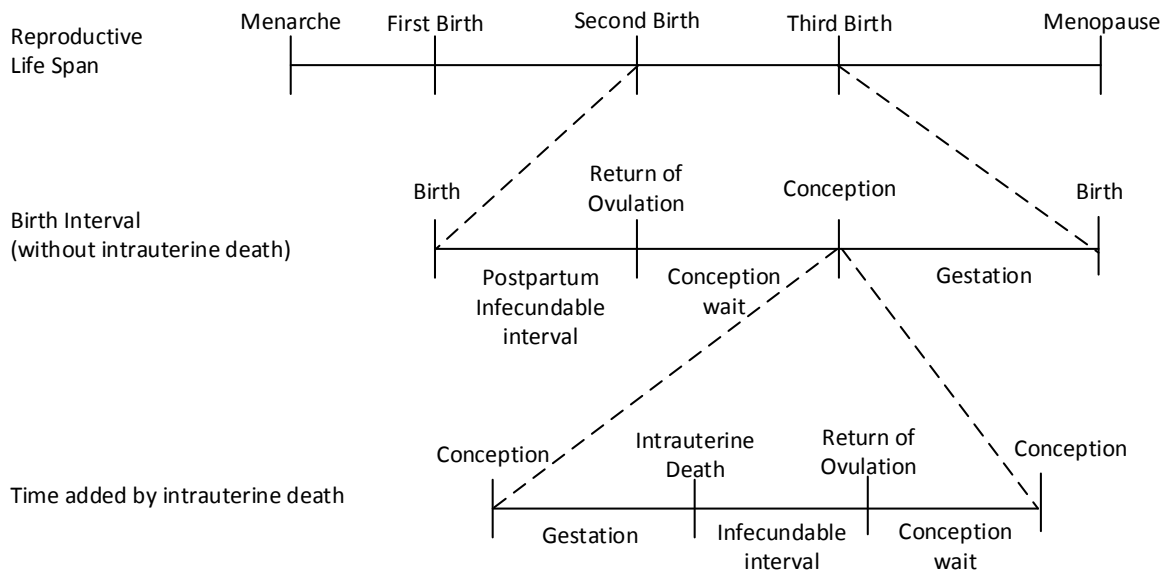 Reproductive
Life Span
Menarche
First Birth
Second Birth
Third Birth
Menopause
Birth Interval
(without intrauterine death)
Birth
Return of
Ovulation
Conception
Birth
Postpartum
Infecundable
interval
Conception
wait
Gestation
Time added by intrauterine death
Conception
Intrauterine
Death
Return of
Ovulation
Conception
Gestation
Infecundable
interval
Conception
wait